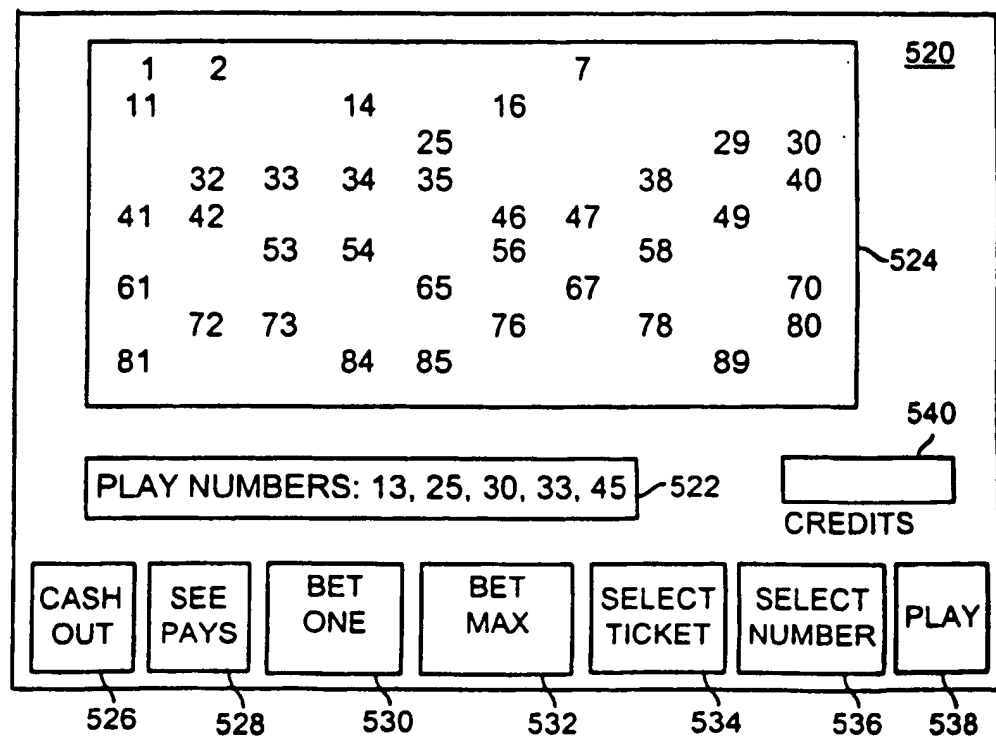 520
1 2 7
11 14 16
25 29 30
32 33 34 35 38 40
41 42 46 47 49
53 54 56 58
524
61 65 67 70
72 73 76 78 80
81 84 85 89
540
PLAY NUMBERS: 13, 25, 30, 33, 45
522
CREDITS
CASH OUT
SEE PAYS
BET ONE
BET MAX
SELECT TICKET
SELECT NUMBER
PLAY
526 528 530 532 534 536 538